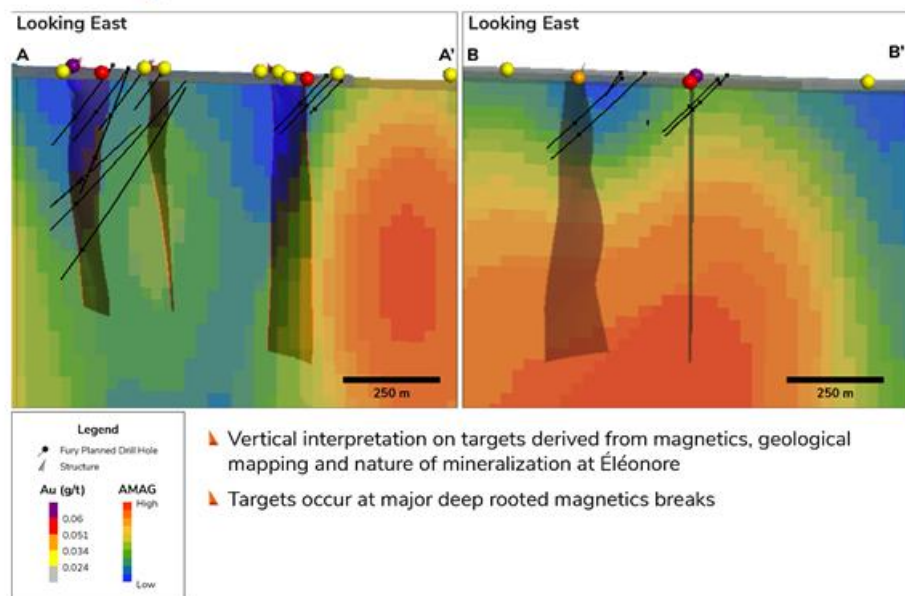 Looking East
A
A'
250 m
Looking East
B
B'
250 m
Legend
Fury Planned Drill Hole
Structure
Au (g/t)
0.06
0.051
0.034
0.024
AMAG
High
Low
Vertical interpretation on targets derived from magnetics, geological
mapping and nature of mineralization at Éléonore
Targets occur at major deep rooted magnetics breaks